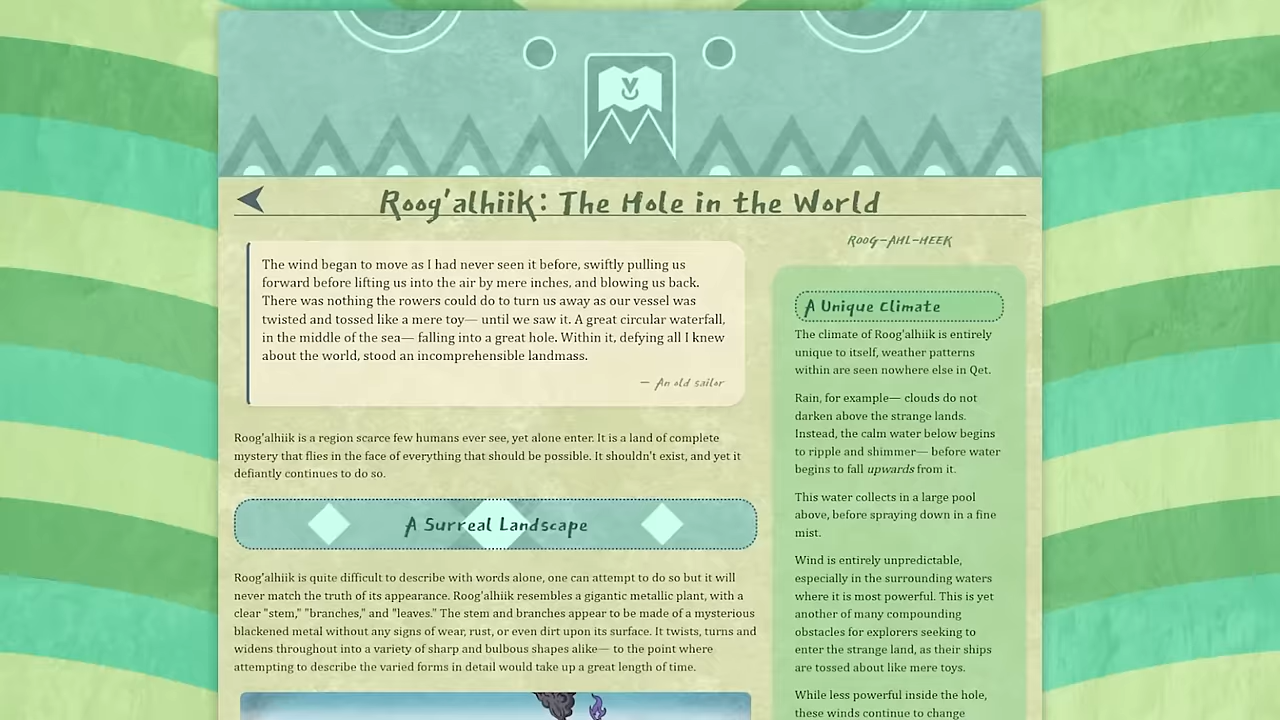 Roog'alhiik: The Hole in the World
The wind began to move as I had never seen it before, swiftly pulling us
forward before lifting us into the air by mere inches, and blowing us back.
There was nothing the rowers could do to turn us away as our vessel was
twisted and tossed like a mere toy— until we saw it. A great circular waterfall,
in the middle of the sea— falling into a great hole. Within it, defying all I knew
about the world, stood an incomprehensible landmass.
— An old sailor
Roog'alhiik is a region scarce few humans ever see, yet alone enter. It is a land of complete
mystery that flies in the face of everything that should be possible. It shouldn't exist, and yet it
defiantly continues to do so.
A Surreal Landscape
Roog'alhiik is quite difficult to describe with words alone, one can attempt to do so but it will
never match the truth of its appearance. Roog'alhiik resembles a gigantic metallic plant, with a
clear "stem," "branches," and "leaves." The stem and branches appear to be made of a mysterious
blackened metal without any signs of wear, rust, or even dirt upon its surface. It twists, turns and
widens throughout into a variety of sharp and bulbous shapes alike— to the point where
attempting to describe the varied forms in detail would take up a great length of time.
Roog-ahl-heek
A Unique Climate
The climate of Roog'alhiik is entirely
unique to itself, weather patterns
within are seen nowhere else in Qet.
Rain, for example— clouds do not
darken above the strange lands.
Instead, the calm water below begins
to ripple and shimmer— before water
begins to fall upwards from it.
This water collects in a large pool
above, before spraying down in a fine
mist.
Wind is entirely unpredictable,
especially in the surrounding waters
where it is most powerful. This is yet
another of many compounding
obstacles for explorers seeking to
enter the strange land, as their ships
are tossed about like mere toys.
While less powerful inside the hole,
these winds continue to change